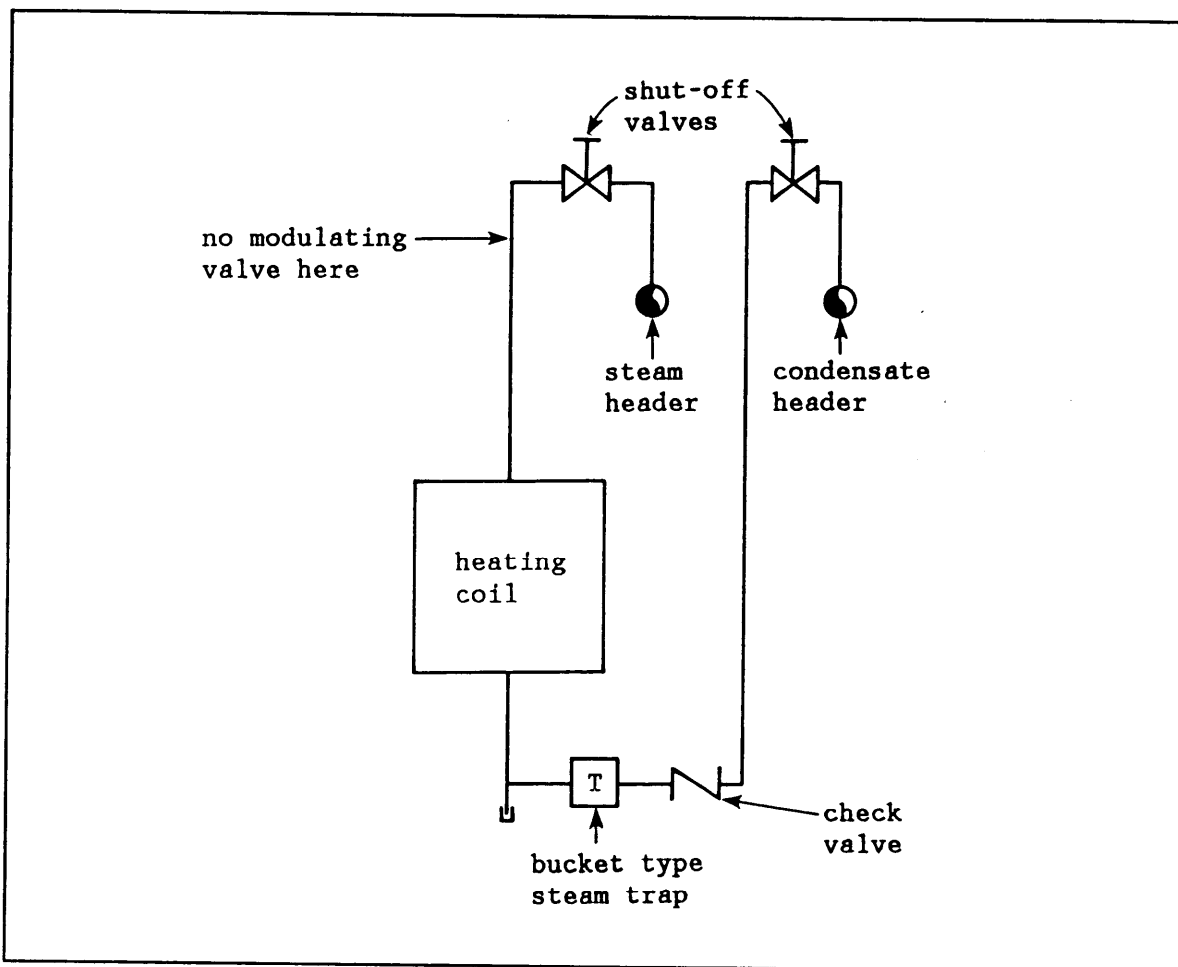 shut-off
valves
no modulating
valve here
steam
header
condensate
header
heating
coil
T
check
valve
bucket type
steam trap